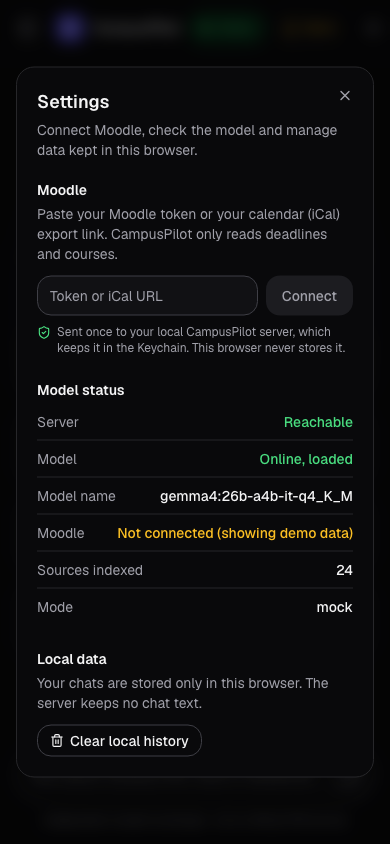 Settings
Connect Moodle, check the model and manage
data kept in this browser.
Moodle
Paste your Moodle token or your calendar (iCal)
export link. CampusPilot only reads deadlines
and courses.
Token or iCal URL
Connect
Sent once to your local CampusPilot server, which
keeps it in the Keychain. This browser never stores it.
Model status
Server Reachable
Model Online, loaded
Model name gemma4:26b-a4b-it-q4_K_M
Moodle Not connected (showing demo data)
Sources indexed 24
Mode mock
Local data
Your chats are stored only in this browser. The
server keeps no chat text.
Clear local history